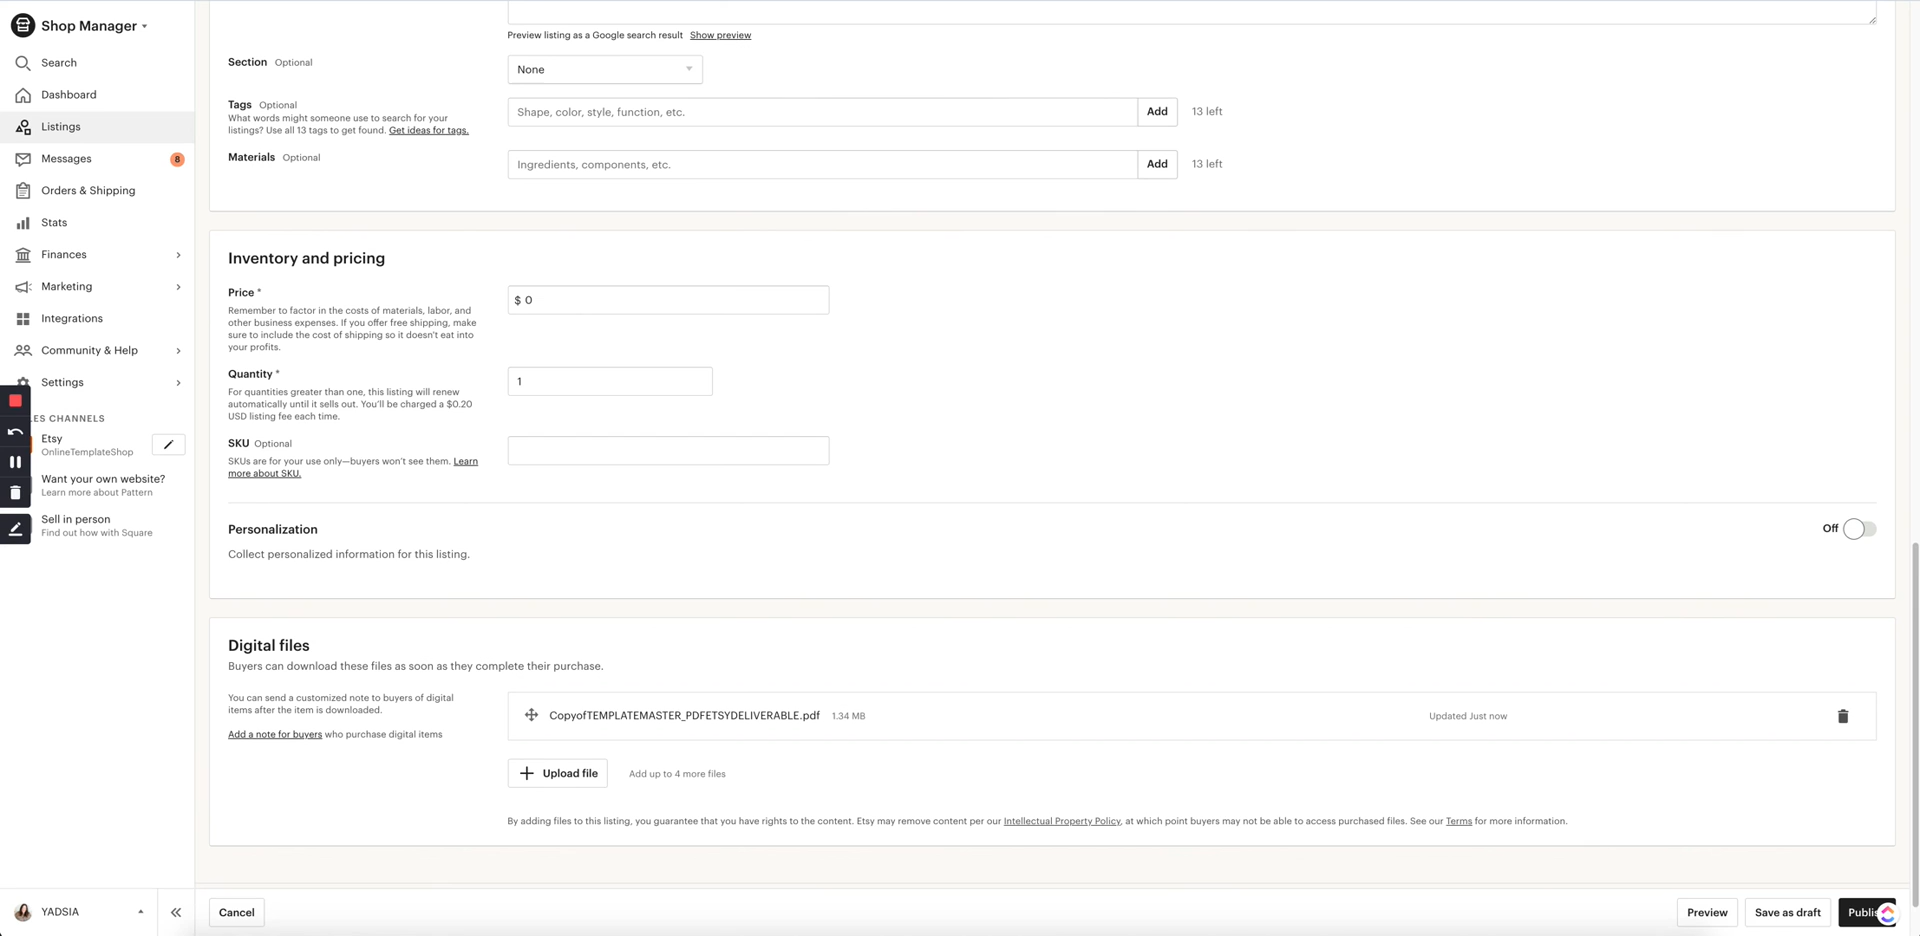 Shop Manager
Search
Dashboard
Listings
Messages
8
Orders & Shipping
Stats
Finances
Marketing
Integrations
Community & Help
Settings
ES CHANNELS
Etsy
OnlineTemplateShop
Want your own website?
Learn more about Pattern
Sell in person
Find out how with Square
YADSIA
Preview listing as a Google search result Show preview
Section Optional
None
Tags Optional
What words might someone use to search for your
listings? Use all 13 tags to get found. Get ideas for tags.
Shape, color, style, function, etc.
Add
13 left
Materials Optional
Ingredients, components, etc.
Add
13 left
Inventory and pricing
Price *
Remember to factor in the costs of materials, labor, and
other business expenses. If you offer free shipping, make
sure to include the cost of shipping so it doesn't eat into
your profits.
$ 0
Quantity *
For quantities greater than one, this listing will renew
automatically until it sells out. You'll be charged a $0.20
USD listing fee each time.
1
SKU Optional
SKUs are for your use only—buyers won't see them. Learn
more about SKU.
Personalization
Collect personalized information for this listing.
Off
Digital files
Buyers can download these files as soon as they complete their purchase.
You can send a customized note to buyers of digital
items after the item is downloaded.
Add a note for buyers who purchase digital items
CopyofTEMPLATEMASTER_PDFETSYDELIVERABLE.pdf 1.34 MB
Updated Just now
Upload file
Add up to 4 more files
By adding files to this listing, you guarantee that you have rights to the content. Etsy may remove content per our Intellectual Property Policy, at which point buyers may not be able to access purchased files. See our Terms for more information.
Cancel
Preview
Save as draft
Publis